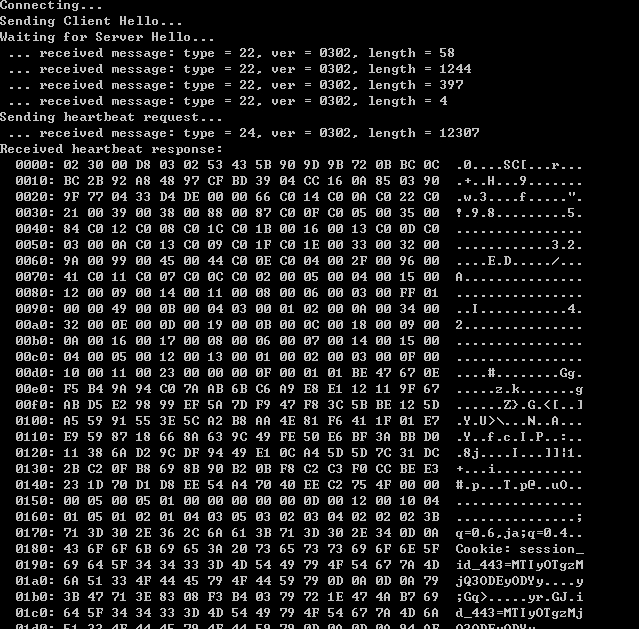 Connecting...
Sending Client Hello...
Waiting for Server Hello...
... received message: type = 22, ver = 0302, length = 58
... received message: type = 22, ver = 0302, length = 1244
... received message: type = 22, ver = 0302, length = 397
... received message: type = 22, ver = 0302, length = 4
Sending heartbeat request...
... received message: type = 24, ver = 0302, length = 12307
Received heartbeat response:
0000: 02 30 00 D8 03 02 53 43 5B 90 9D 9B 72 0B BC 0C .0....SC[...r...
0010: BC 2B 92 A8 48 97 CF BD 39 04 CC 16 0A 85 03 90 .+..H...9.......
0020: 9F 77 04 33 D4 DE 00 00 66 C0 14 C0 0A C0 22 C0 .w.3....f.....".
0030: 21 00 39 00 38 00 88 00 87 C0 0F C0 05 00 35 00 !.9.8.........5.
0040: 84 C0 12 C0 08 C0 1C C0 1B 00 16 00 13 C0 0D C0 ................
0050: 03 00 0A C0 13 C0 09 C0 1F C0 1E 00 33 00 32 00 ............3.2.
0060: 9A 00 99 00 45 00 44 C0 0E C0 04 00 2F 00 96 00 ....E.D...../...
0070: 41 C0 11 C0 07 C0 0C C0 02 00 05 00 04 00 15 00 A...............
0080: 12 00 09 00 14 00 11 00 08 00 06 00 03 00 FF 01 ................
0090: 00 00 49 00 0B 00 04 03 00 01 02 00 0A 00 34 00 ..I...........4.
00a0: 32 00 0E 00 0D 00 19 00 0B 00 0C 00 18 00 09 00 2...............
00b0: 0A 00 16 00 17 00 08 00 06 00 07 00 14 00 15 00 ................
00c0: 04 00 05 00 12 00 13 00 01 00 02 00 03 00 0F 00 ................
00d0: 10 00 11 00 23 00 00 00 0F 00 01 01 BE 47 67 0E ....#........Gg.
00e0: F5 B4 9A 94 C0 7A AB 6B C6 A9 E8 E1 12 11 9F 67 .....z.k.......g
00f0: AB D5 E2 98 99 EF 5A 7D F9 47 F8 3C 5B BE 12 5D ......Z}.G.<[..]
0100: A5 59 91 55 3E 5C A2 B8 AA 4E 81 F6 41 1F 01 E7 .Y.U>\...N..A...
0110: E9 59 87 18 66 8A 63 9C 49 FE 50 E6 BF 3A BB D0 .Y..f.c.I.P..:..
0120: 11 38 6A D2 9C DF 94 49 E1 0C A4 5D 5D 7C 31 DC .8j....I...]]|1.
0130: 2B C2 0F B8 69 8B 90 B2 0B F8 C2 C3 F0 CC BE E3 +...i...........
0140: 23 1D 70 D1 D8 EE 54 A4 70 40 EE C2 75 4F 00 00 #.p...T.p@..uO..
0150: 00 05 00 05 01 00 00 00 00 00 0D 00 12 00 10 04 ................
0160: 01 05 01 02 01 04 03 05 03 02 03 04 02 02 02 3B ...............;
0170: 71 3D 30 2E 36 2C 6A 61 3B 71 3D 30 2E 34 0D 0A q=0.6,ja;q=0.4..
0180: 43 6F 6F 6B 69 65 3A 20 73 65 73 73 69 6F 6E 5F Cookie: session_
0190: 69 64 5F 34 34 33 3D 4D 54 49 79 4F 54 67 7A 4D id_443=MTIyOTgzM
01a0: 6A 51 33 4F 44 45 79 4F 44 59 79 0D 0A 0D 0A 79 jQ3ODEyODYy....y
01b0: 3B 47 71 3E 83 08 F3 B4 03 79 72 1E 47 4A B7 69 ;Gq>.....yr.GJ.i
01c0: 64 5F 34 34 33 3D 4D 54 49 79 4F 54 67 7A 4D 6A d_443=MTIyOTgzMj
01d0: 51 33 4F 44 45 79 4F 44 59 79 0D 0A 0D 0A 94 AF Q3ODEyODYy......